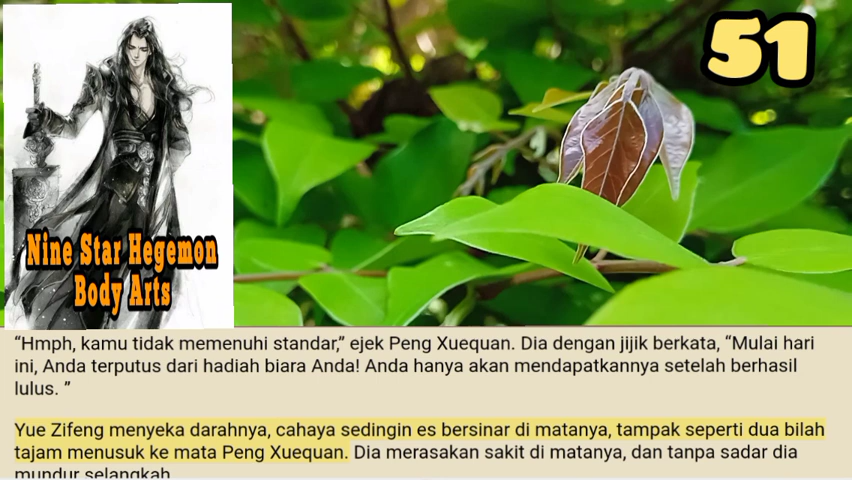 51
Nine Star Hegemon
Body Arts
“Hmph, kamu tidak memenuhi standar,” ejek Peng Xuequan. Dia dengan jijik berkata, “Mulai hari
ini, Anda terputus dari hadiah biara Anda! Anda hanya akan mendapatkannya setelah berhasil
lulus. ”
Yue Zifeng menyeka darahnya, cahaya sedingin es bersinar di matanya, tampak seperti dua bilah
tajam menusuk ke mata Peng Xuequan. Dia merasakan sakit di matanya, dan tanpa sadar dia
mundur selangkah